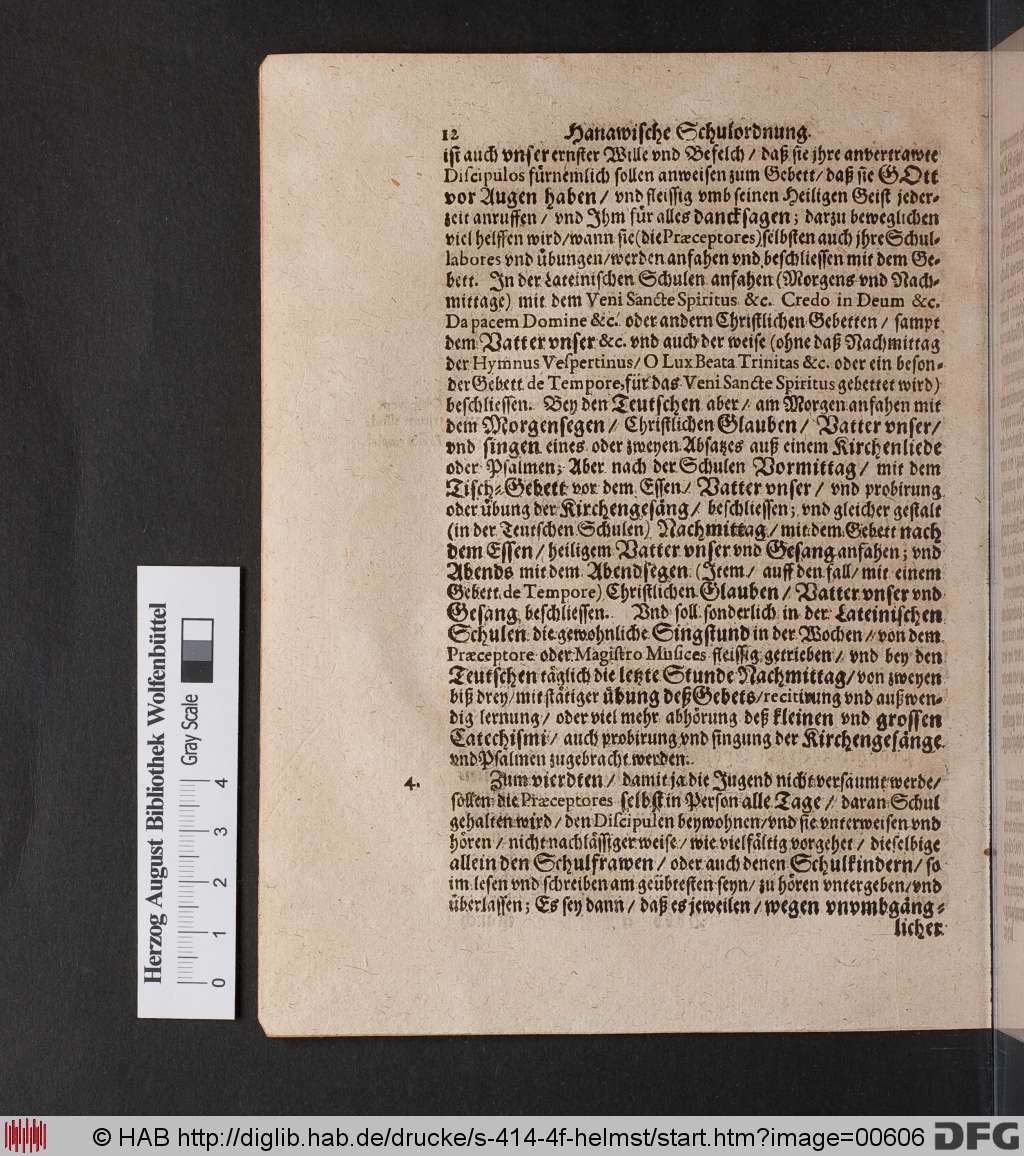 12 Hanawische Schulordnung.
ist auch vnser ernster Wille vnd Befelch / daß sie jhre anvertrawte
Discipulos fürnemlich sollen anweisen zum Gebett / daß sie GOtt
vor Augen haben / vnd fleissig vmb seinen Heiligen Geist jeder-
zeit anruffen / vnd Ihm für alles dancksagen; darzu beweglichen
viel helffen wird / wann sie (die Præceptores) selbsten auch jhre Schul-
labores vnd übungen / werden anfahen vnd beschliessen mit dem Ge-
bett. In der Lateinischen Schulen anfahen (Morgens vnd Nach-
mittage) mit dem Veni Sancte Spiritus &c. Credo in Deum &c.
Da pacem Domine &c. oder andern Christlichen Gebetten / sampt
dem Vatter vnser &c. vnd auch der weise (ohne daß Nachmittag
der Hymnus Vespertinus / O Lux Beata Trinitas &c. oder ein beson-
der Gebett de Tempore, für das Veni Sancte Spiritus gebettet wird)
beschliessen. Bey den Teutschen aber / am Morgen anfahen mit
dem Morgensegen / Christlichen Glauben / Vatter vnser /
vnd singen eines oder zweyen Absatzes auß einem Kirchenliede
oder Psalmen; Aber nach der Schulen Vormittag / mit dem
Tisch-Gebett vor dem Essen / Vatter vnser / vnd probirung
oder übung der Kirchengesäng / beschliessen; vnd gleicher gestalt
(in der Teutschen Schulen) Nachmittag / mit dem Gebett nach
dem Essen / heiligem Vatter vnser vnd Gesang anfahen; vnd
Abends mit dem Abendsegen (Item / auff den fall / mit einem
Gebett de Tempore) Christlichen Glauben / Vatter vnser vnd
Gesang beschliessen. Vnd soll sonderlich in der Lateinischen
Schulen die gewohnliche Singstund in der Wochen / von dem
Præceptore oder Magistro Musices fleissig getrieben / vnd bey den
Teutschen täglich die letzte Stunde Nachmittag / von zweyen
biß drey / mit stätiger übung deß Gebets / recitirung vnd außwen-
dig lernung / oder viel mehr abhörung deß kleinen vnd grossen
Catechismi / auch probirung vnd singung der Kirchengesänge
vnd Psalmen zugebracht werden.
4. Zum vierdten / damit ja die Jugend nicht versäumt werde /
sollen die Præceptores selbst in Person alle Tage / daran Schul
gehalten wird / den Discipulen beywohnen / vnd sie vnterweisen vnd
hören / nicht nachlässiger weise / wie vielfältig vorgehet / dieselbige
allein den Schulfrawen / oder auch denen Schulkindern / so
im lesen vnd schreiben am geübtesten seyn / zu hören vntergeben / vnd
überlassen; Es sey dann / daß es jeweilen / wegen vnvmbgäng-
licher
Herzog August Bibliothek Wolfenbüttel
Gray Scale
0 1 2 3 4
© HAB http://diglib.hab.de/drucke/s-414-4f-helmst/start.htm?image=00606 DFG